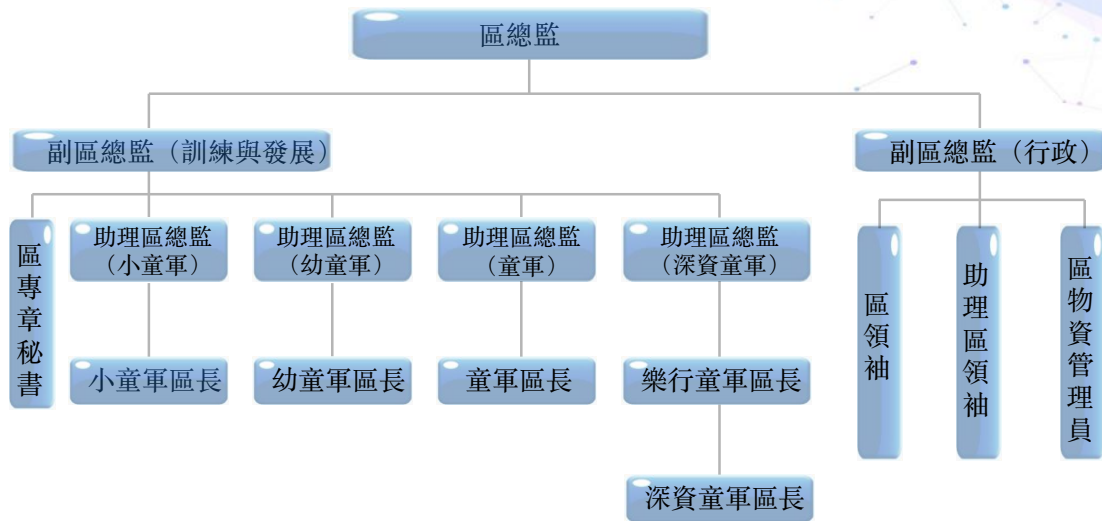 區總監
副區總監（訓練與發展）
副區總監（行政）
區專章秘書
助理區總監
（小童軍）
助理區總監
（幼童軍）
助理區總監
（童軍）
助理區總監
（深資童軍）
區領袖
助理區領袖
區物資管理員
小童軍區長
幼童軍區長
童軍區長
樂行童軍區長
深資童軍區長